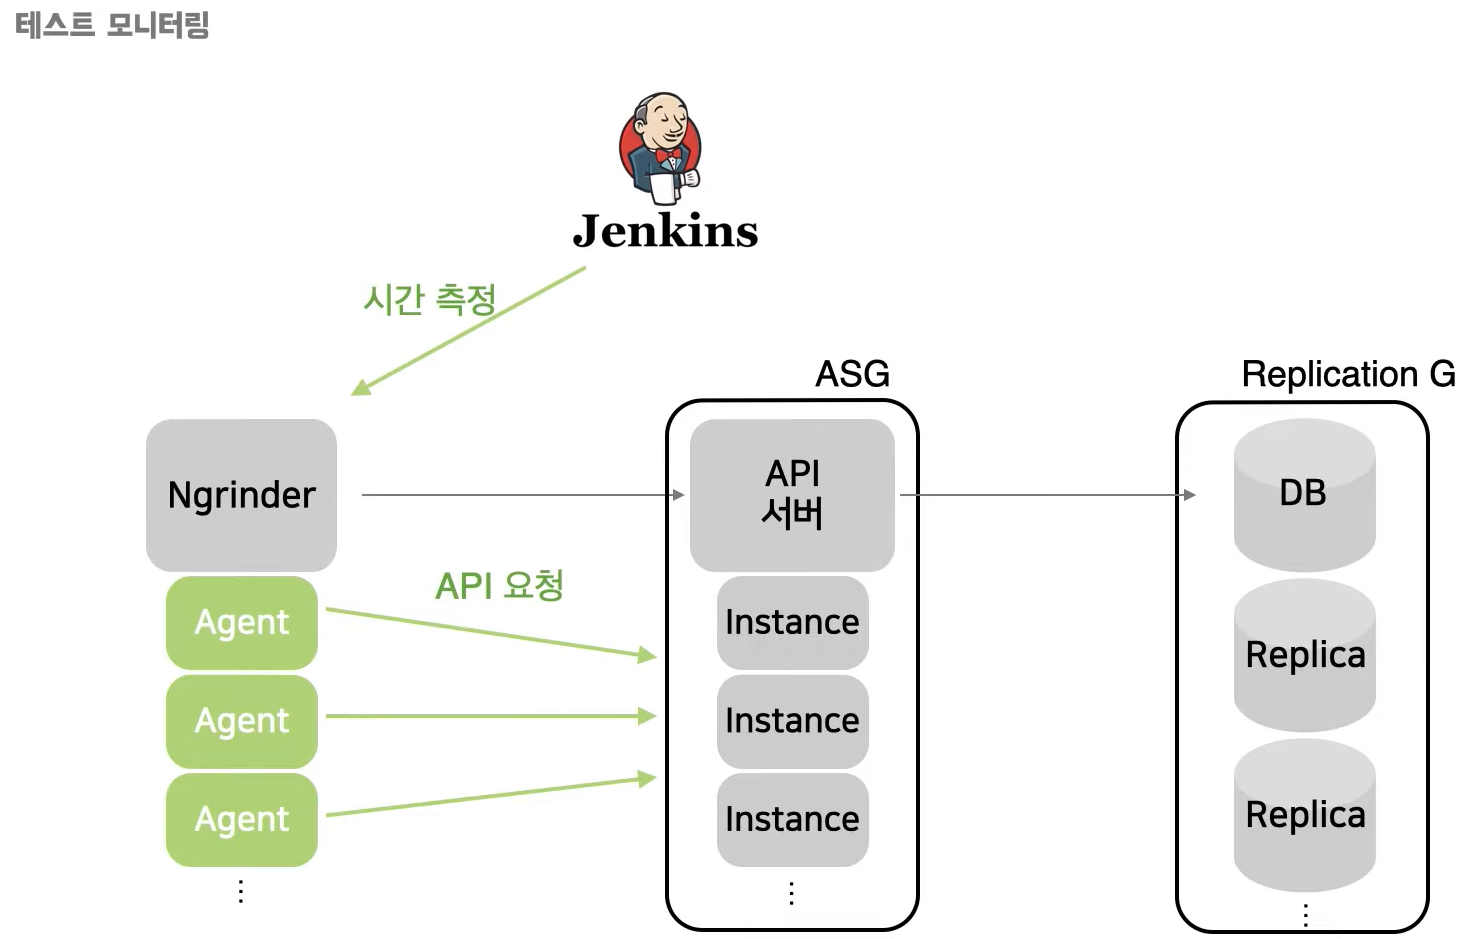 테스트 모니터링
Jenkins
시간 측정
ASG
Replication G
Ngrinder
API
서버
DB
API 요청
Agent
Instance
Replica
Agent
Instance
Agent
Instance
Replica